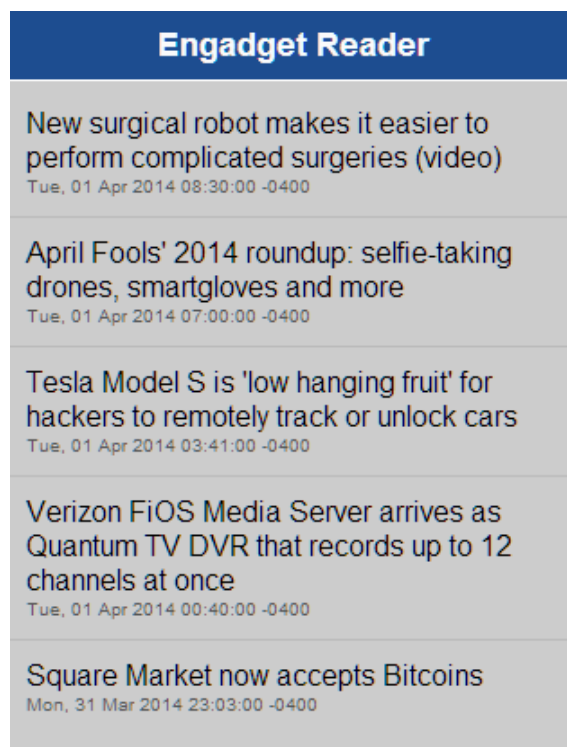 Engadget Reader
New surgical robot makes it easier to
perform complicated surgeries (video)
Tue, 01 Apr 2014 08:30:00 -0400
April Fools' 2014 roundup: selfie-taking
drones, smartgloves and more
Tue, 01 Apr 2014 07:00:00 -0400
Tesla Model S is 'low hanging fruit' for
hackers to remotely track or unlock cars
Tue, 01 Apr 2014 03:41:00 -0400
Verizon FiOS Media Server arrives as
Quantum TV DVR that records up to 12
channels at once
Tue, 01 Apr 2014 00:40:00 -0400
Square Market now accepts Bitcoins
Mon, 31 Mar 2014 23:03:00 -0400